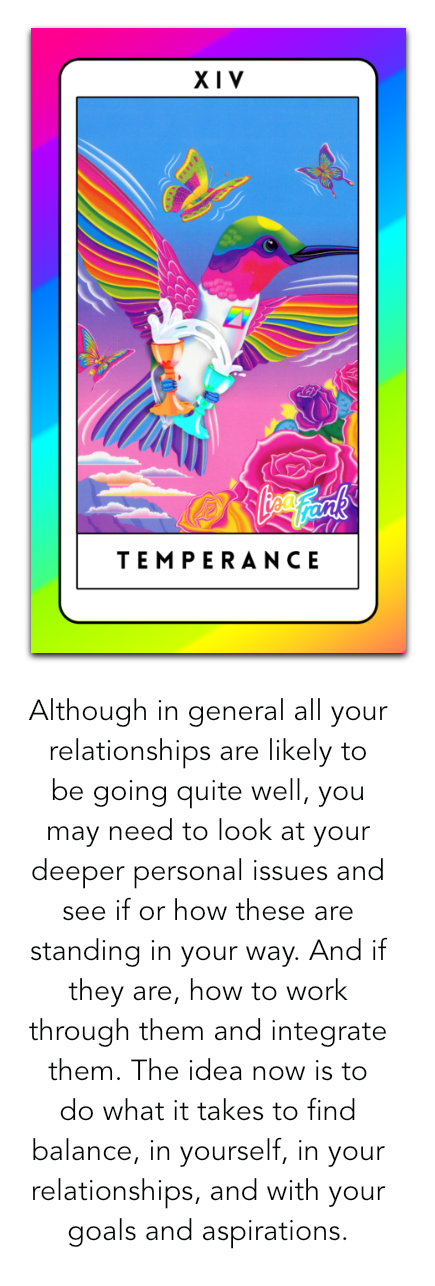 XIV
Lisa Frank
TEMPERANCE
Although in general all your
relationships are likely to
be going quite well, you
may need to look at your
deeper personal issues and
see if or how these are
standing in your way. And if
they are, how to work
through them and integrate
them. The idea now is to
do what it takes to find
balance, in yourself, in your
relationships, and with your
goals and aspirations.